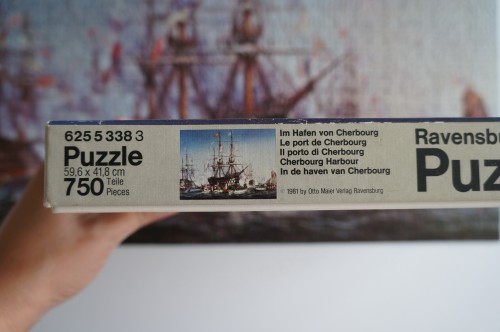 625 5 338 3
Puzzle
59,6 x 41,8 cm
750 Teile
Pieces
Im Hafen von Cherbourg
Le port de Cherbourg
Il porto di Cherbourg
Cherbourg Harbour
In de haven van Cherbourg
© 1981 by Otto Maier Verlag Ravensburg
Ravensbu
Puz